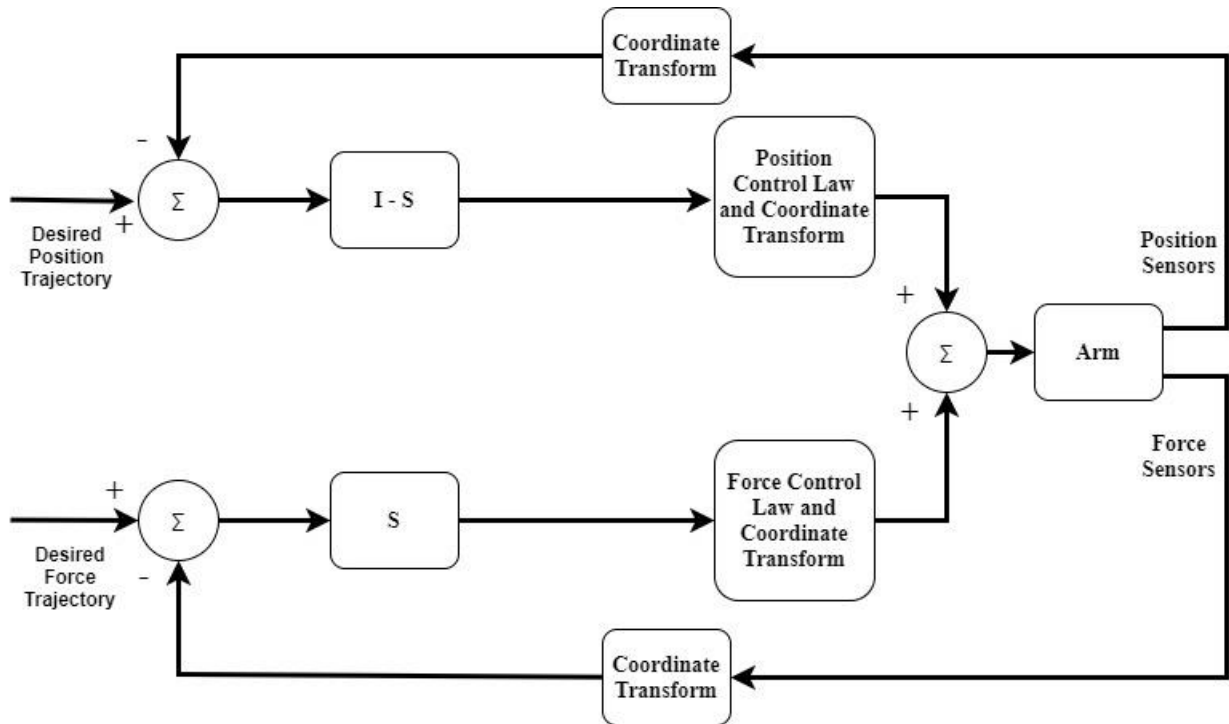 Coordinate
Transform
-
Σ
+
Desired
Position
Trajectory
I - S
Position
Control Law
and Coordinate
Transform
Position
Sensors
+
Σ
+
Arm
Force
Sensors
+
Σ
-
Desired
Force
Trajectory
S
Force Control
Law and
Coordinate
Transform
Coordinate
Transform